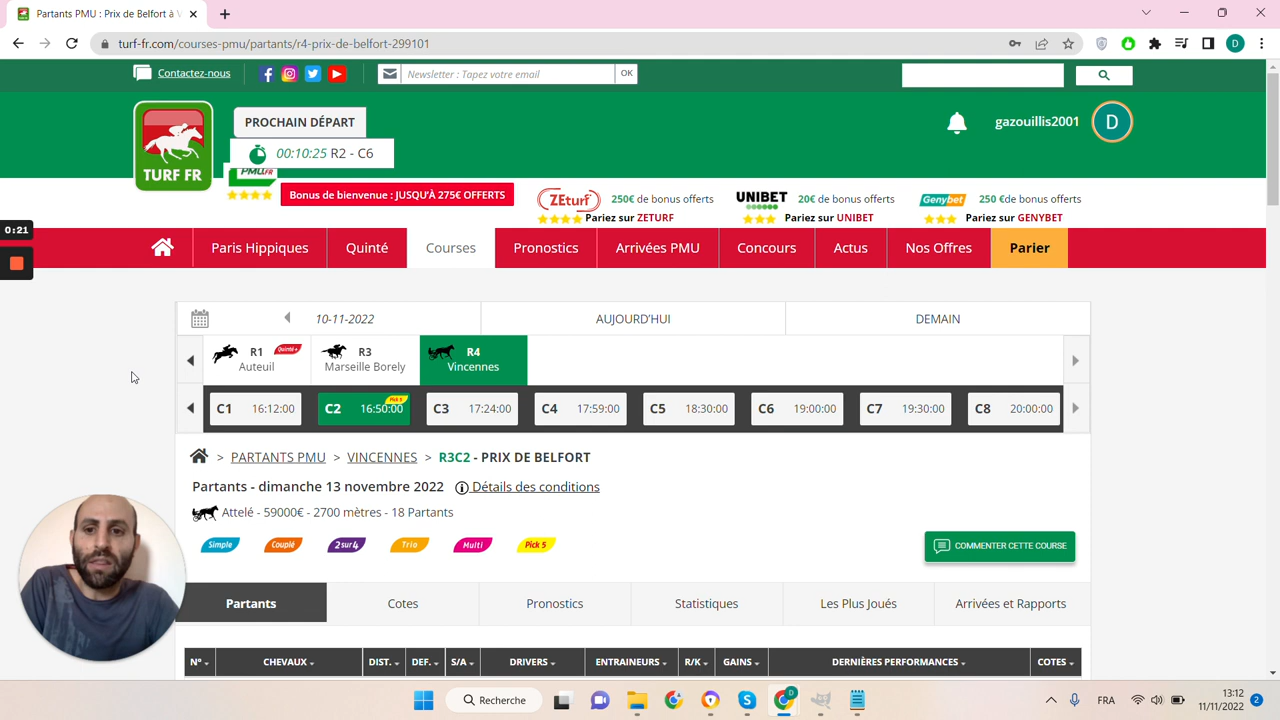 Partants PMU : Prix de Belfort à V
turf-fr.com/courses-pmu/partants/r4-prix-de-belfort-299101
Contactez-nous
Newsletter : Tapez votre email
OK
TURF FR
PROCHAIN DÉPART
00:10:25 R2 - C6
gazouillis2001
D
PMU.FR
Bonus de bienvenue : JUSQU'À 275€ OFFERTS
ZEturf
250€ de bonus offerts
Pariez sur ZETURF
UNIBET
20€ de bonus offerts
Pariez sur UNIBET
Genybet
250 €de bonus offerts
Pariez sur GENYBET
0:21
Paris Hippiques
Quinté
Courses
Pronostics
Arrivées PMU
Concours
Actus
Nos Offres
Parier
10-11-2022
AUJOURD'HUI
DEMAIN
R1 Quinté+
Auteuil
R3
Marseille Borely
R4
Vincennes
C1 16:12:00
C2 16:50:00 Pick 5
C3 17:24:00
C4 17:59:00
C5 18:30:00
C6 19:00:00
C7 19:30:00
C8 20:00:00
> PARTANTS PMU > VINCENNES > R3C2 - PRIX DE BELFORT
Partants - dimanche 13 novembre 2022 Détails des conditions
Attelé - 59000€ - 2700 mètres - 18 Partants
Simple Couplé 2 sur 4 Trio Multi Pick 5
COMMENTER CETTE COURSE
Partants
Cotes
Pronostics
Statistiques
Les Plus Joués
Arrivées et Rapports
N° CHEVAUX DIST. DEF. S/A DRIVERS ENTRAINEURS R/K GAINS DERNIÈRES PERFORMANCES COTES
Recherche
FRA
13:12
11/11/2022
2